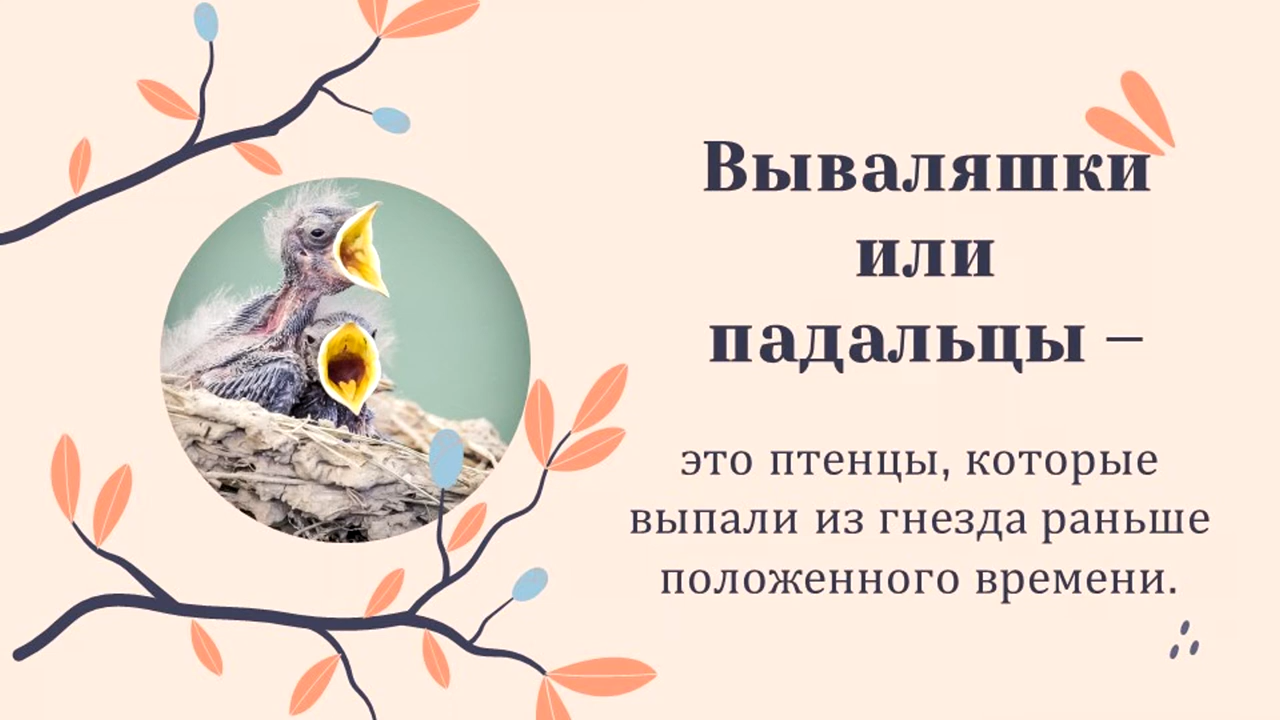 Вываляшки
или
падальцы –
это птенцы, которые
выпали из гнезда раньше
положенного времени.